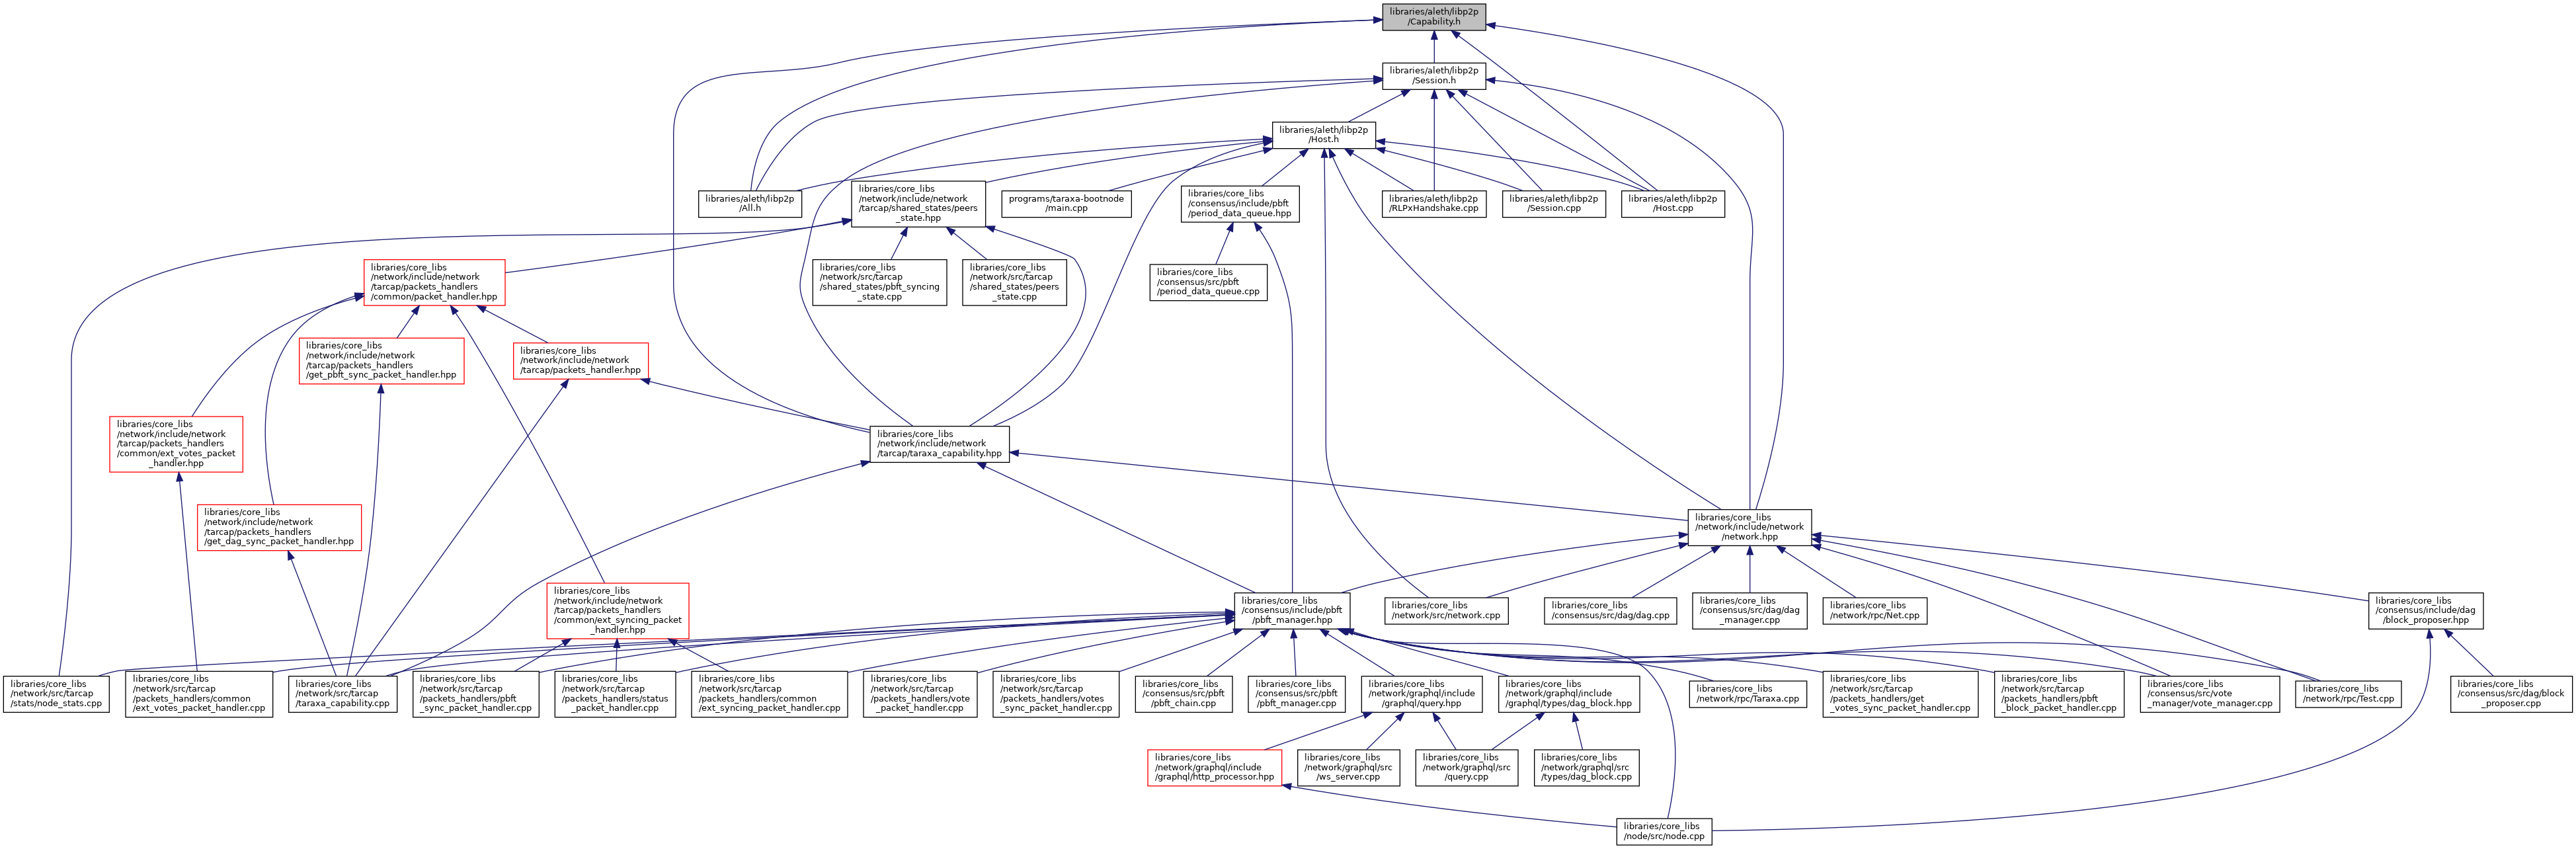 libraries/aleth/libp2p
/Capability.h
libraries/aleth/libp2p
/Session.h
libraries/aleth/libp2p
/Host.h
libraries/aleth/libp2p
/All.h
libraries/core_libs
/network/include/network
/tarcap/shared_states/peers
_state.hpp
programs/taraxa-bootnode
/main.cpp
libraries/core_libs
/consensus/include/pbft
/period_data_queue.hpp
libraries/aleth/libp2p
/RLPxHandshake.cpp
libraries/aleth/libp2p
/Session.cpp
libraries/aleth/libp2p
/Host.cpp
libraries/core_libs
/network/include/network
/tarcap/packets_handlers
/common/packet_handler.hpp
libraries/core_libs
/network/src/tarcap
/shared_states/pbft_syncing
_state.cpp
libraries/core_libs
/network/src/tarcap
/shared_states/peers
_state.cpp
libraries/core_libs
/consensus/src/pbft
/period_data_queue.cpp
libraries/core_libs
/network/include/network
/tarcap/packets_handlers
/get_pbft_sync_packet_handler.hpp
libraries/core_libs
/network/include/network
/tarcap/packets_handler.hpp
libraries/core_libs
/network/include/network
/tarcap/packets_handlers
/common/ext_votes_packet
_handler.hpp
libraries/core_libs
/network/include/network
/tarcap/taraxa_capability.hpp
libraries/core_libs
/network/include/network
/tarcap/packets_handlers
/get_dag_sync_packet_handler.hpp
libraries/core_libs
/network/include/network
/network.hpp
libraries/core_libs
/network/include/network
/tarcap/packets_handlers
/common/ext_syncing_packet
_handler.hpp
libraries/core_libs
/consensus/include/pbft
/pbft_manager.hpp
libraries/core_libs
/network/src/network.cpp
libraries/core_libs
/consensus/src/dag/dag.cpp
libraries/core_libs
/consensus/src/dag/dag
_manager.cpp
libraries/core_libs
/network/rpc/Net.cpp
libraries/core_libs
/consensus/include/dag
/block_proposer.hpp
libraries/core_libs
/network/src/tarcap
/stats/node_stats.cpp
libraries/core_libs
/network/src/tarcap
/packets_handlers/common
/ext_votes_packet_handler.cpp
libraries/core_libs
/network/src/tarcap
/taraxa_capability.cpp
libraries/core_libs
/network/src/tarcap
/packets_handlers/pbft
_sync_packet_handler.cpp
libraries/core_libs
/network/src/tarcap
/packets_handlers/status
_packet_handler.cpp
libraries/core_libs
/network/src/tarcap
/packets_handlers/common
/ext_syncing_packet_handler.cpp
libraries/core_libs
/network/src/tarcap
/packets_handlers/vote
_packet_handler.cpp
libraries/core_libs
/network/src/tarcap
/packets_handlers/votes
_sync_packet_handler.cpp
libraries/core_libs
/consensus/src/pbft
/pbft_chain.cpp
libraries/core_libs
/consensus/src/pbft
/pbft_manager.cpp
libraries/core_libs
/network/graphql/include
/graphql/query.hpp
libraries/core_libs
/network/graphql/include
/graphql/types/dag_block.hpp
libraries/core_libs
/network/rpc/Taraxa.cpp
libraries/core_libs
/network/src/tarcap
/packets_handlers/get
_votes_sync_packet_handler.cpp
libraries/core_libs
/network/src/tarcap
/packets_handlers/pbft
_block_packet_handler.cpp
libraries/core_libs
/consensus/src/vote
_manager/vote_manager.cpp
libraries/core_libs
/network/rpc/Test.cpp
libraries/core_libs
/consensus/src/dag/block
_proposer.cpp
libraries/core_libs
/network/graphql/include
/graphql/http_processor.hpp
libraries/core_libs
/network/graphql/src
/ws_server.cpp
libraries/core_libs
/network/graphql/src
/query.cpp
libraries/core_libs
/network/graphql/src
/types/dag_block.cpp
libraries/core_libs
/node/src/node.cpp